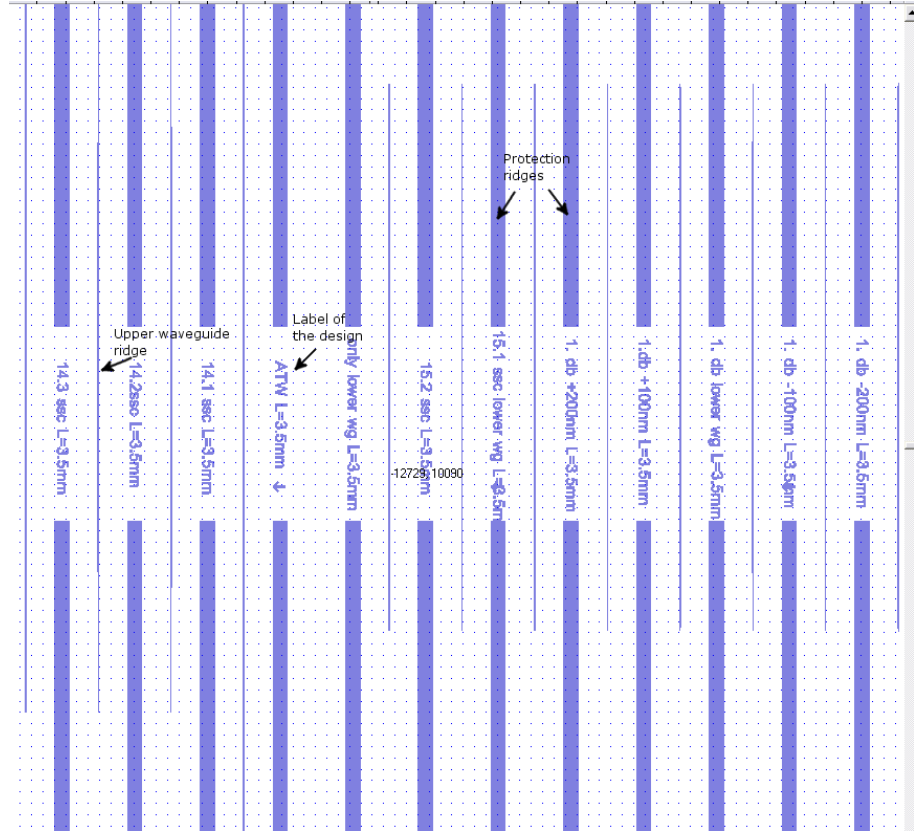 Protection
ridges
Label of
the design
Upper waveguide
ridge
14.3 ssc L=3.5mm
14.2ssc L=3.5mm
14.1 ssc L=3.5mm
ATW L=3.5mm ↓
only lower wg L=3.5mm
15.2 ssc L=3.5mm
15.1 ssc lower wg L=3.5m
1. db +200nm L=3.5mm
1.db +100nm L=3.5mm
1. db lower wg L=3.5mm
1. db -100nm L=3.5mm
1. db -200nm L=3.5mm
-12729, 10090